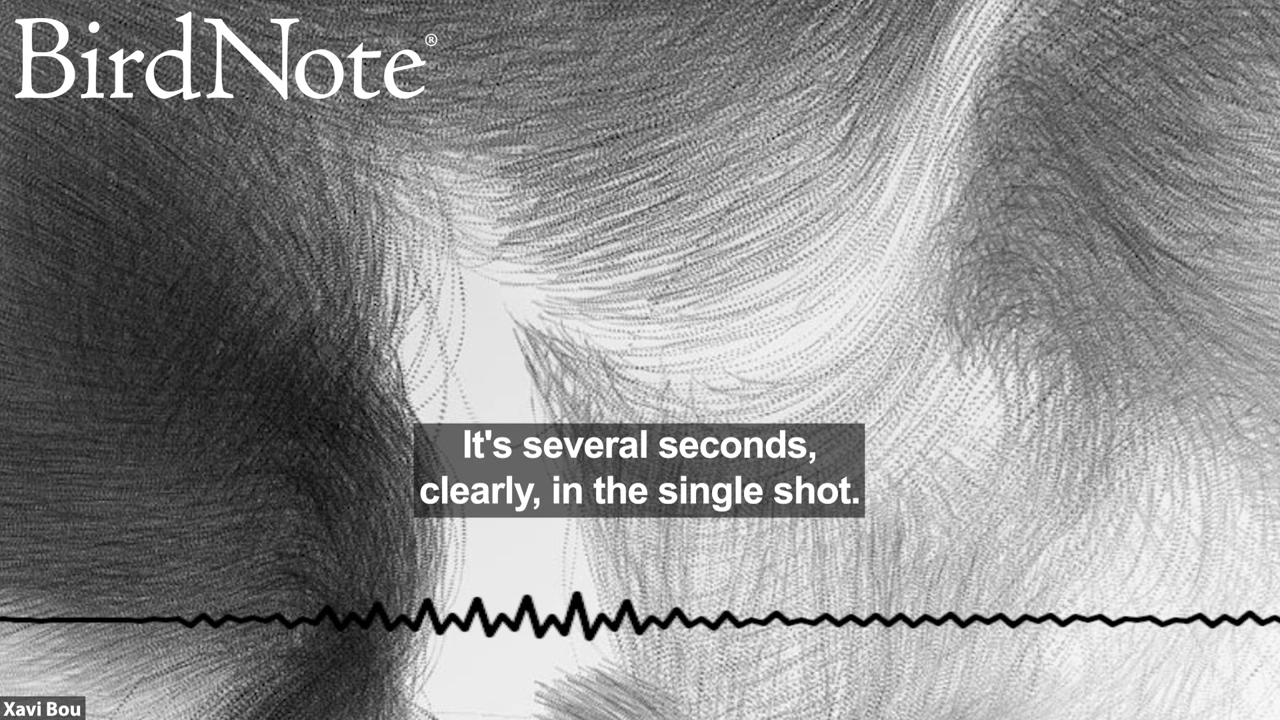 BirdNote®
It's several seconds,
clearly, in the single shot.
Xavi Bou